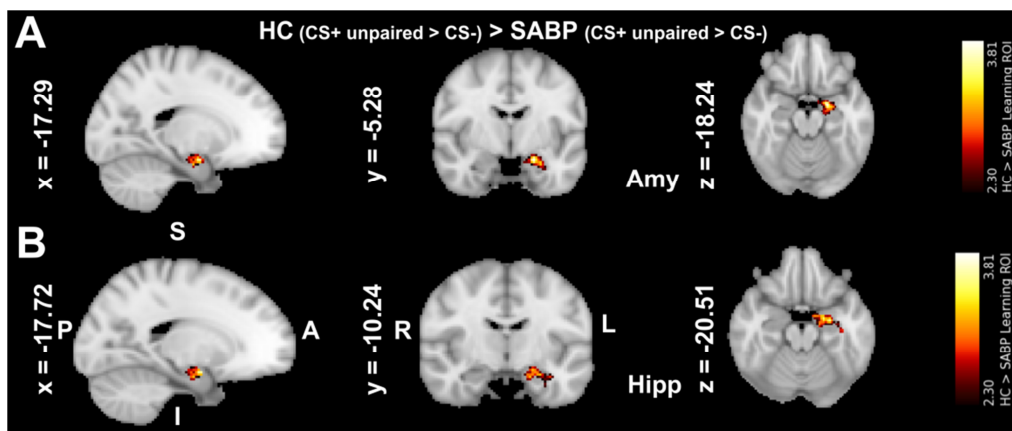 A
HC (CS+ unpaired > CS-) > SABP (CS+ unpaired > CS-)
x = -17.29
y = -5.28
Amy
z = -18.24
3.81
2.30
HC > SABP Learning ROI
B
S
x = -17.72
P
A
I
y = -10.24
R
L
Hipp
z = -20.51
3.81
2.30
HC > SABP Learning ROI